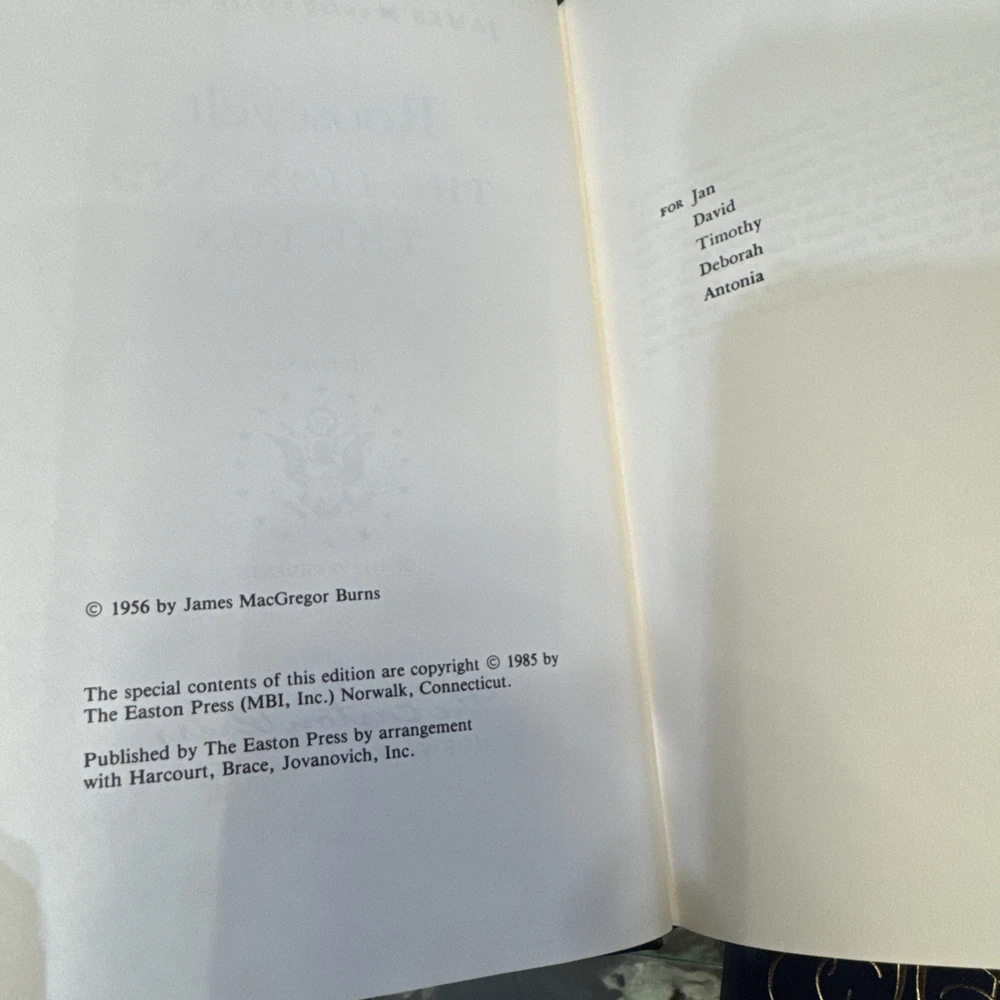 © 1956 by James MacGregor Burns
The special contents of this edition are copyright © 1985 by
The Easton Press (MBI, Inc.) Norwalk, Connecticut.
Published by The Easton Press by arrangement
with Harcourt, Brace, Jovanovich, Inc.
FOR Jan
David
Timothy
Deborah
Antonia